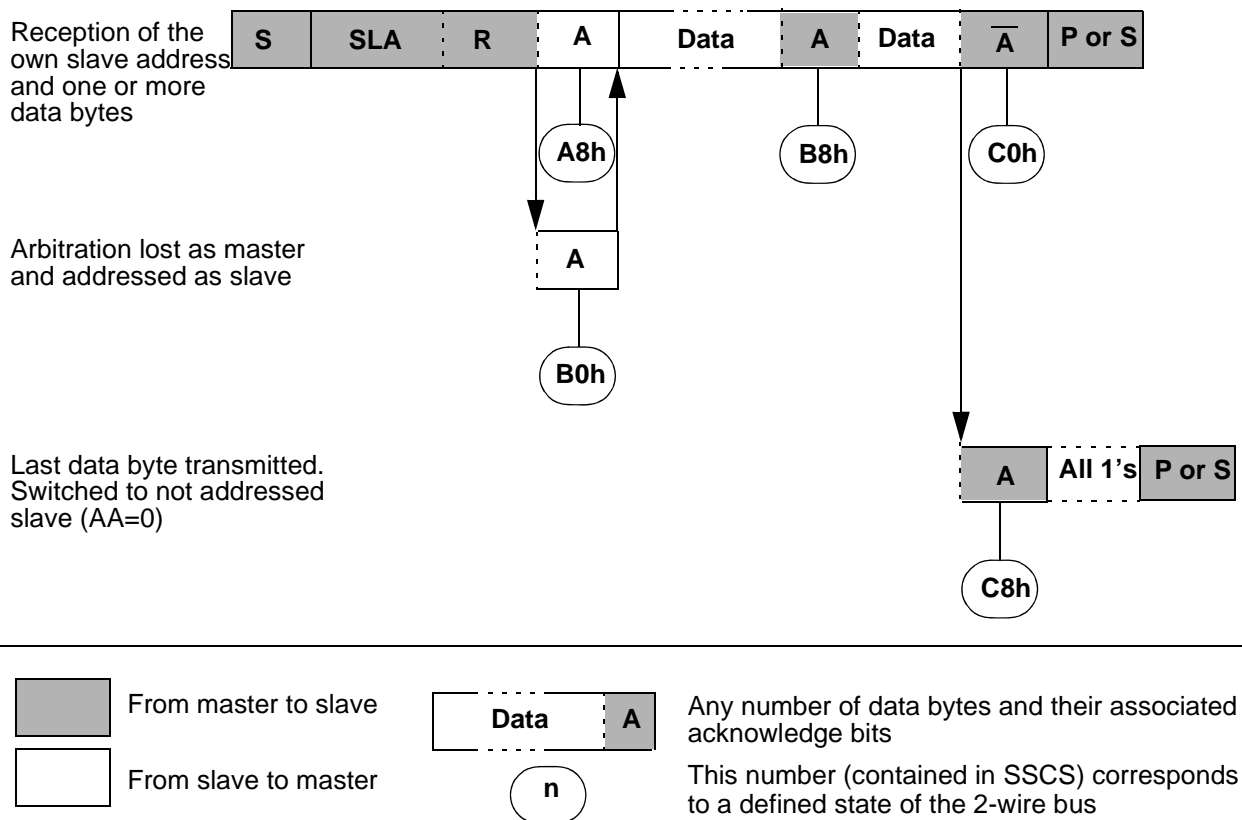 Reception of the
own slave address
and one or more
data bytes
S SLA R A Data A Data A P or S
A8h B8h C0h
Arbitration lost as master
and addressed as slave
A
B0h
Last data byte transmitted.
Switched to not addressed
slave (AA=0)
A All 1's P or S
C8h
From master to slave
Data A
Any number of data bytes and their associated
acknowledge bits
From slave to master
n
This number (contained in SSCS) corresponds
to a defined state of the 2-wire bus